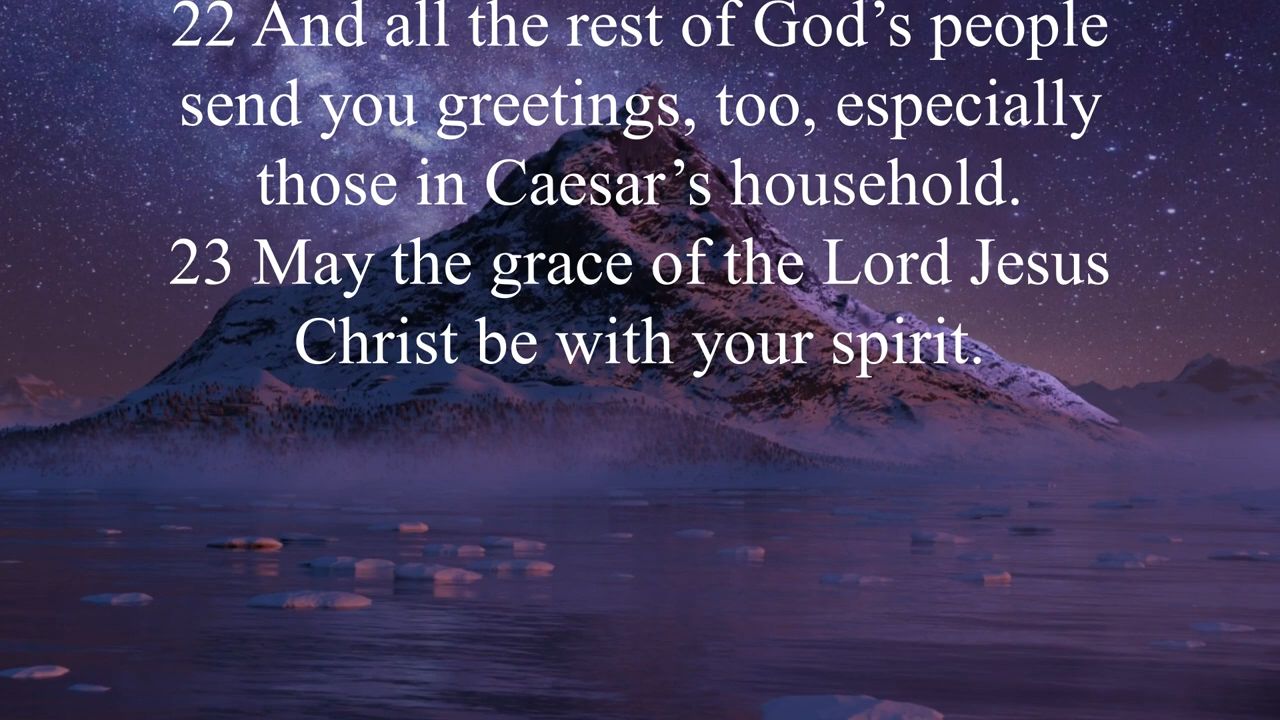 22 And all the rest of God’s people
send you greetings, too, especially
those in Caesar’s household.
23 May the grace of the Lord Jesus
Christ be with your spirit.